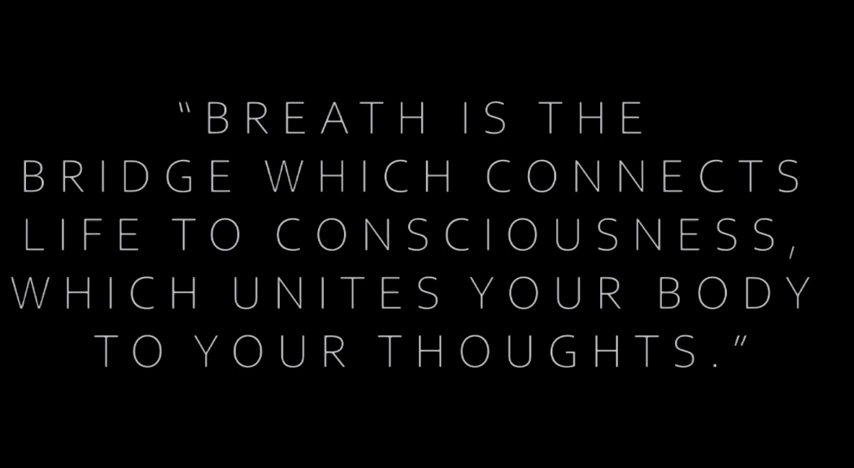 “BREATH IS THE
BRIDGE WHICH CONNECTS
LIFE TO CONSCIOUSNESS,
WHICH UNITES YOUR BODY
TO YOUR THOUGHTS.”